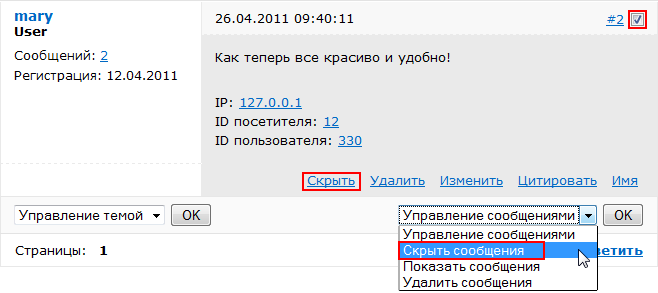 mary
User
Сообщений: 2
Регистрация: 12.04.2011
26.04.2011 09:40:11
#2
Как теперь все красиво и удобно!
IP: 127.0.0.1
ID посетителя: 12
ID пользователя: 330
Скрыть Удалить Изменить Цитировать Имя
Управление темой OK
Управление сообщениями OK
Управление сообщениями
Скрыть сообщения
Показать сообщения
Удалить сообщения
Страницы: 1
ветить